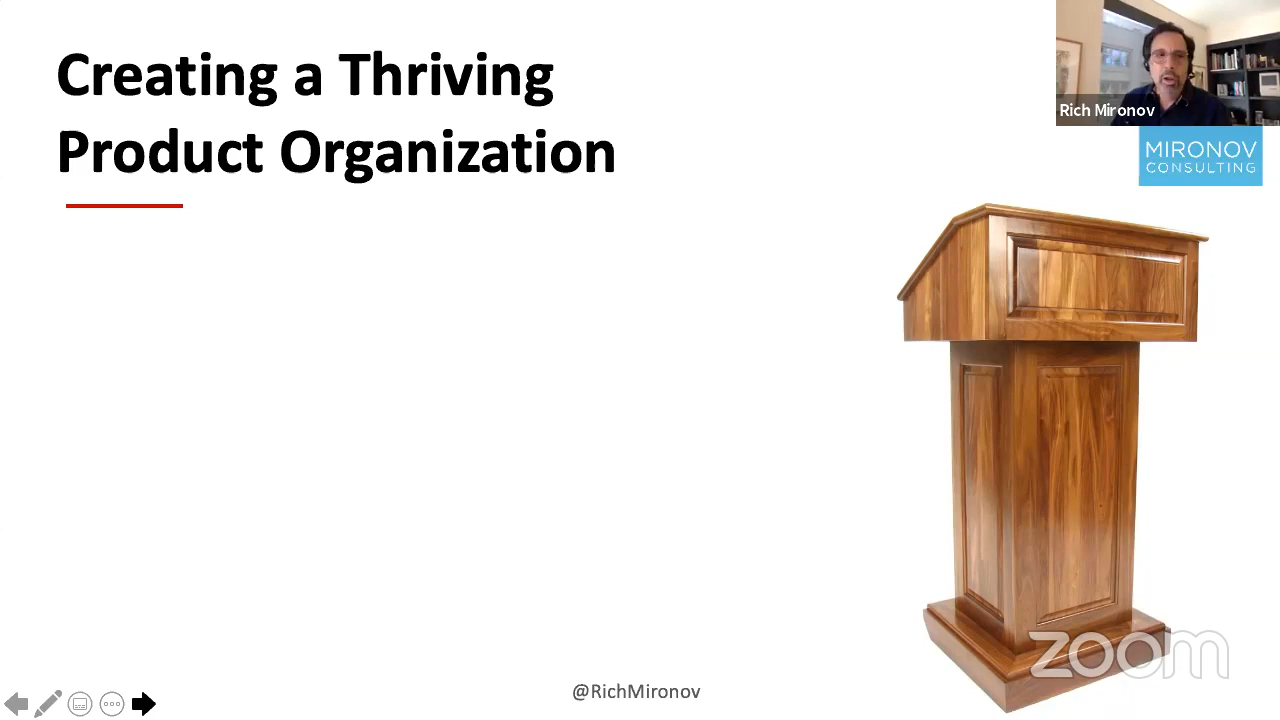 Creating a Thriving
Product Organization
Rich Mironov
MIRONOV
CONSULTING
@RichMironov
zoom